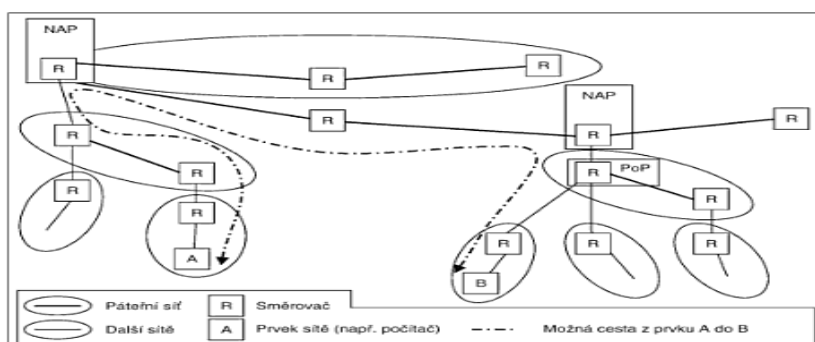 NAP
R
R
R
NAP
R
R
R
R
R
PoP
R
R
R
R
R
R
R
R
A
B
Páteřní síť
R
Směrovač
Další sítě
A
Prvek sítě (např. počítač)
Možná cesta z prvku A do B